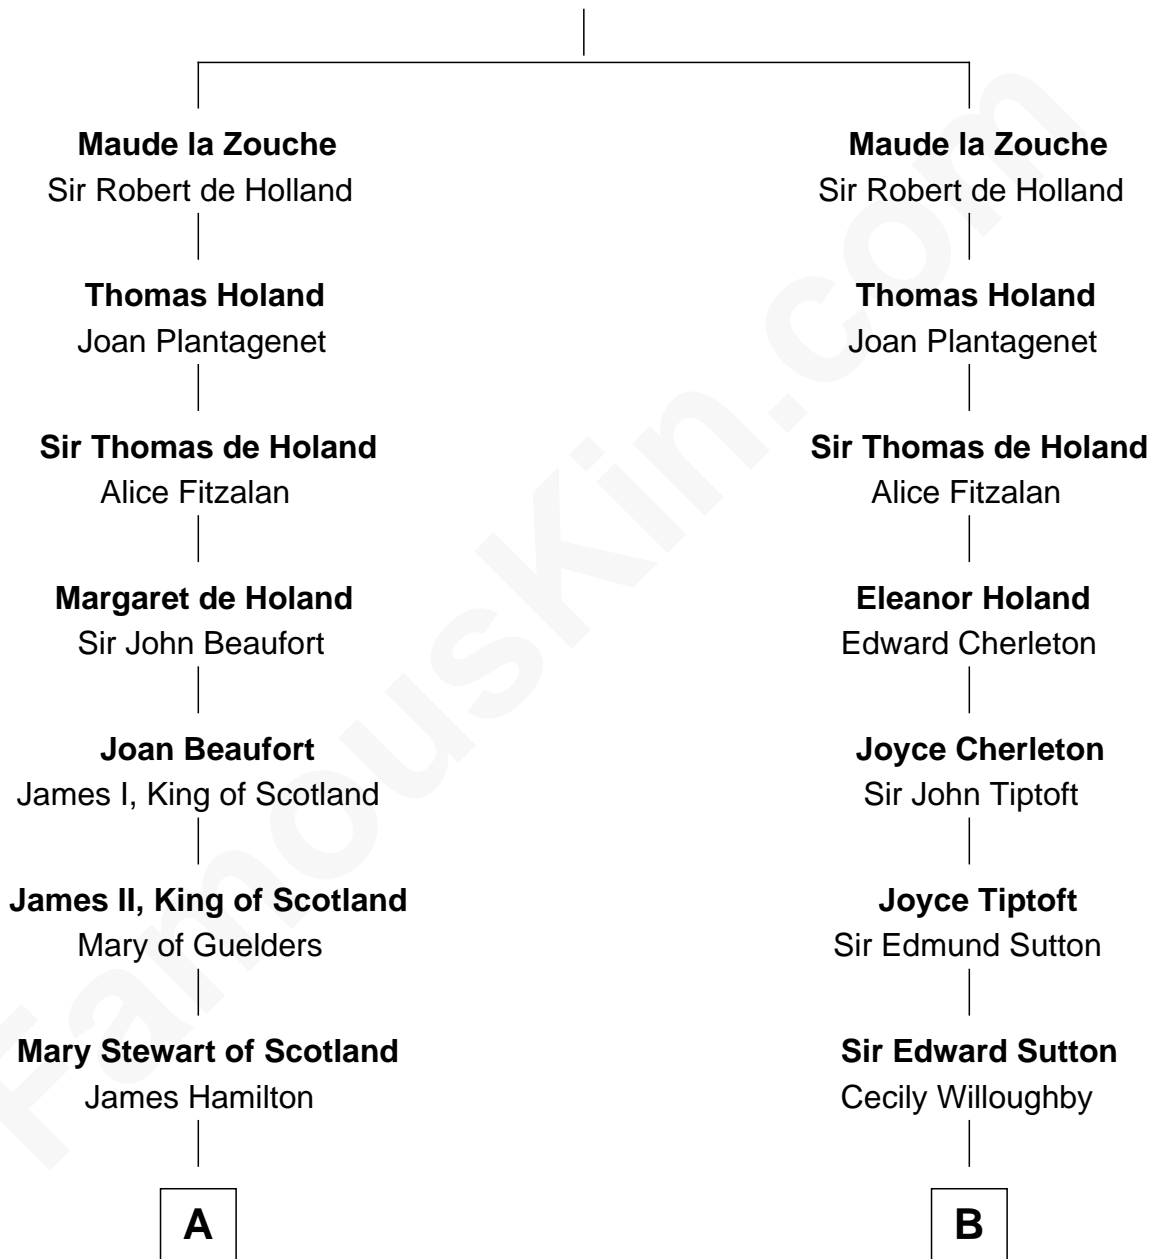 Maude la Zouche
Sir Robert de Holland
Thomas Holand
Joan Plantagenet
Sir Thomas de Holand
Alice Fitzalan
Margaret de Holand
Sir John Beaufort
Joan Beaufort
James I, King of Scotland
James II, King of Scotland
Mary of Guelders
Mary Stewart of Scotland
James Hamilton
A
Maude la Zouche
Sir Robert de Holland
Thomas Holand
Joan Plantagenet
Sir Thomas de Holand
Alice Fitzalan
Eleanor Holand
Edward Cherleton
Joyce Cherleton
Sir John Tiptoft
Joyce Tiptoft
Sir Edmund Sutton
Sir Edward Sutton
Cecily Willoughby
B
FamousKin.com